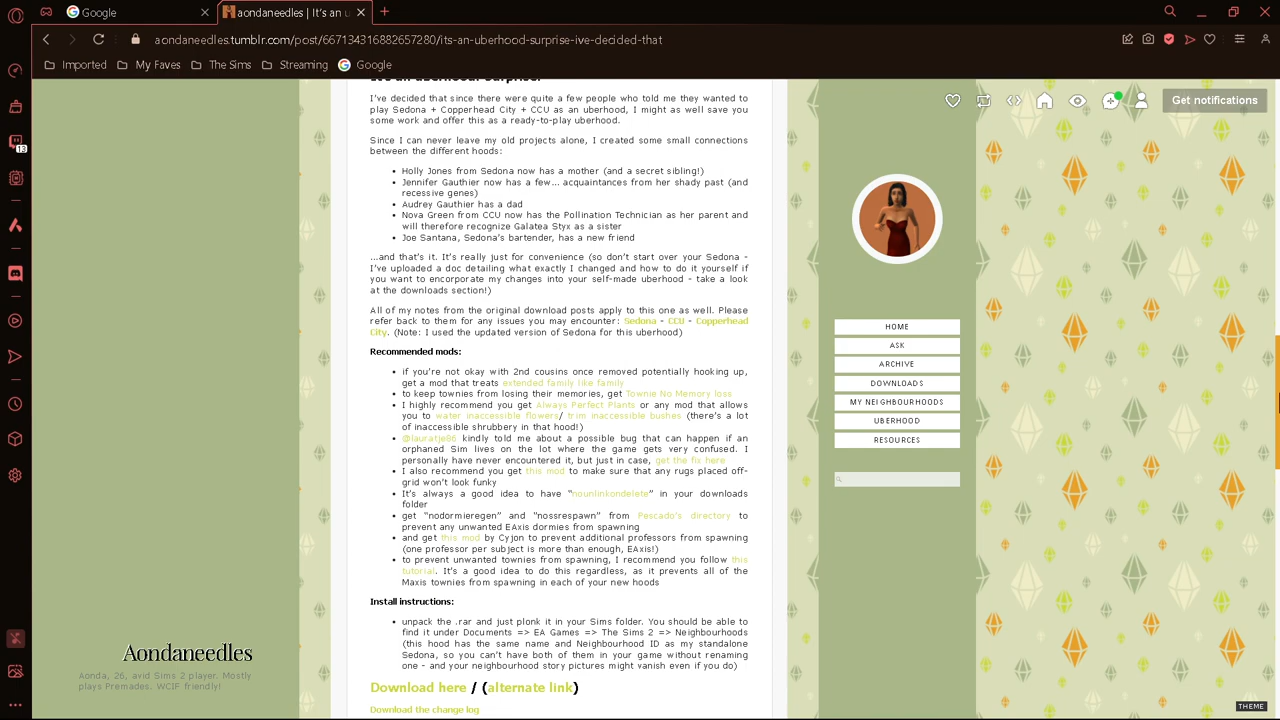 Google
aondaneedles | It's an u
aondaneedles.tumblr.com/post/667134316882657280/its-an-uberhood-surprise-ive-decided-that
Imported
My Faves
The Sims
Streaming
Google
13
It's an uberhood surprise!
I've decided that since there were quite a few people who told me they wanted to
play Sedona + Copperhead City + CCU as an uberhood, I might as well save you
some work and offer this as a ready-to-play uberhood.
Since I can never leave my old projects alone, I created some small connections
between the different hoods:
• Holly Jones from Sedona now has a mother (and a secret sibling!)
• Jennifer Gauthier now has a few... acquaintances from her shady past (and
recessive genes)
• Audrey Gauthier has a dad
• Nova Green from CCU now has the Pollination Technician as her parent and
will therefore recognize Galatea Styx as a sister
• Joe Santana, Sedona's bartender, has a new friend
...and that's it. It's really just for convenience (so don't start over your Sedona -
I've uploaded a doc detailing what exactly I changed and how to do it yourself if
you want to encorporate my changes into your self-made uberhood - take a look
at the downloads section!)
All of my notes from the original download posts apply to this one as well. Please
refer back to them for any issues you may encounter: Sedona - CCU - Copperhead
City. (Note: I used the updated version of Sedona for this uberhood)
Recommended mods:
• if you're not okay with 2nd cousins once removed potentially hooking up,
get a mod that treats extended family like family
• to keep townies from losing their memories, get Townie No Memory loss
• I highly recommend you get Always Perfect Plants or any mod that allows
you to water inaccessible flowers/ trim inaccessible bushes (there's a lot
of inaccessible shrubbery in that hood!)
• @lauratje86 kindly told me about a possible bug that can happen if an
orphaned Sim lives on the lot where the game gets very confused. I
personally have never encountered it, but just in case, get the fix here
• I also recommend you get this mod to make sure that any rugs placed off-
grid won't look funky
• It's always a good idea to have "nounlinkondelete" in your downloads
folder
• get "nodormieregen" and "nossrespawn" from Pescado's directory to
prevent any unwanted EAxis dormies from spawning
• and get this mod by Cyjon to prevent additional professors from spawning
(one professor per subject is more than enough, EAxis!)
• to prevent unwanted townies from spawning, I recommend you follow this
tutorial. It's a good idea to do this regardless, as it prevents all of the
Maxis townies from spawning in each of your new hoods
Install instructions:
• unpack the .rar and just plonk it in your Sims folder. You should be able to
find it under Documents => EA Games => The Sims 2 => Neighbourhoods
(this hood has the same name and Neighbourhood ID as my standalone
Sedona, so you can't have both of them in your game without renaming
one - and your neighbourhood story pictures might vanish even if you do)
Download here / (alternate link)
Download the change log
Aondaneedles
Aonda, 26, avid Sims 2 player. Mostly
plays Premades. WCIF friendly!
Get notifications
HOME
ASK
ARCHIVE
DOWNLOADS
MY NEIGHBOURHOODS
UBERHOOD
RESOURCES
THEME